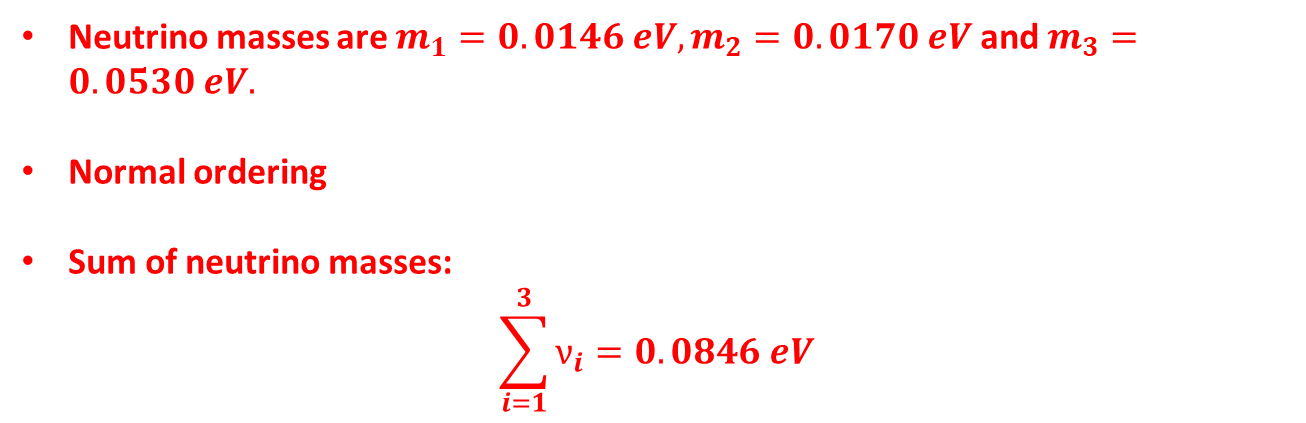 • Neutrino masses are m₁ = 0.0146 eV, m₂ = 0.0170 eV and m₃ =
0.0530 eV.
• Normal ordering
• Sum of neutrino masses:
3
∑ νᵢ = 0.0846 eV
i=1